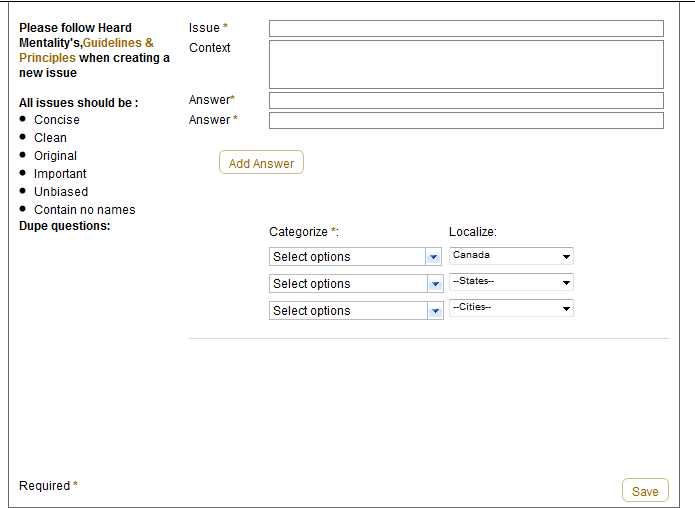 Please follow Heard
Mentality's,Guidelines &
Principles when creating a
new issue
All issues should be :
Concise
Clean
Original
Important
Unbiased
Contain no names
Dupe questions:
Issue *
Context
Answer*
Answer *
Add Answer
Categorize *:
Localize:
Select options
Canada
Select options
--States--
Select options
--Cities--
Required *
Save